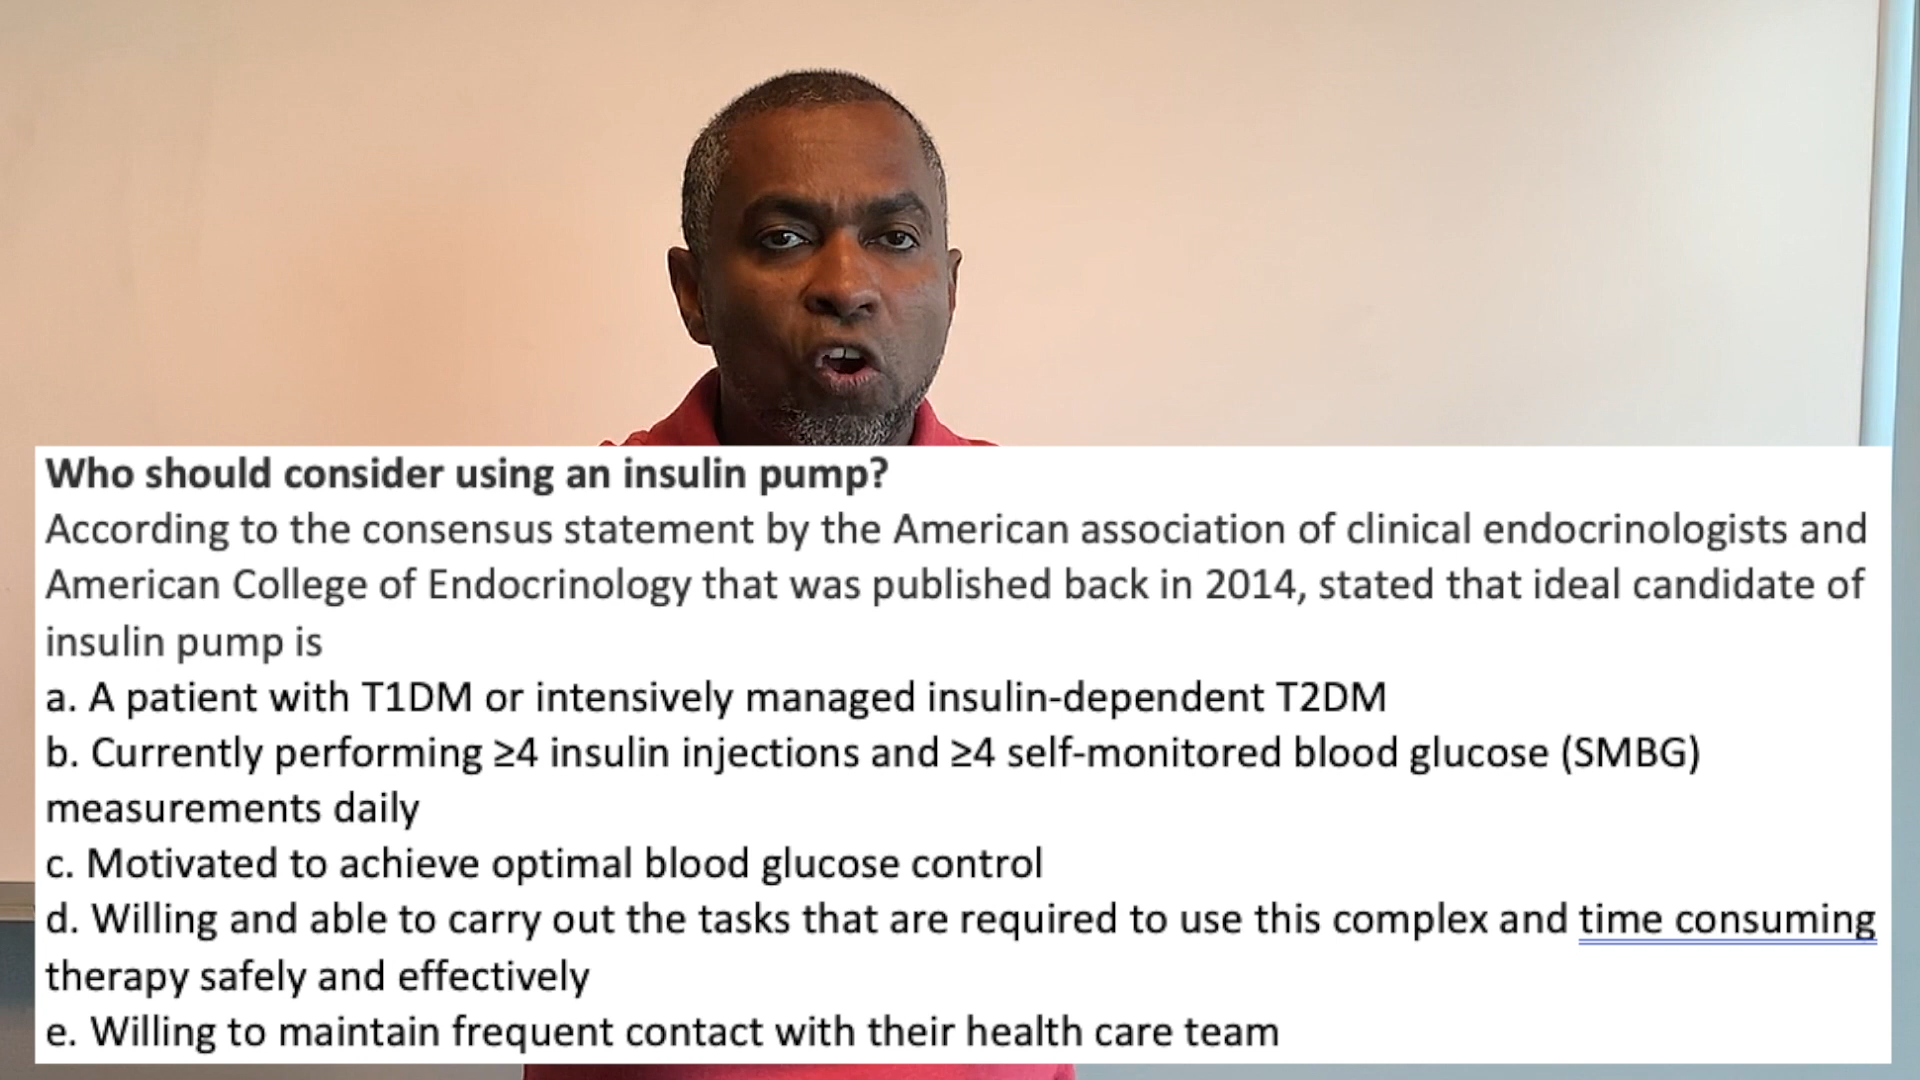 Who should consider using an insulin pump?
According to the consensus statement by the American association of clinical endocrinologists and
American College of Endocrinology that was published back in 2014, stated that ideal candidate of
insulin pump is
a. A patient with T1DM or intensively managed insulin-dependent T2DM
b. Currently performing ≥4 insulin injections and ≥4 self-monitored blood glucose (SMBG)
measurements daily
c. Motivated to achieve optimal blood glucose control
d. Willing and able to carry out the tasks that are required to use this complex and time consuming
therapy safely and effectively
e. Willing to maintain frequent contact with their health care team